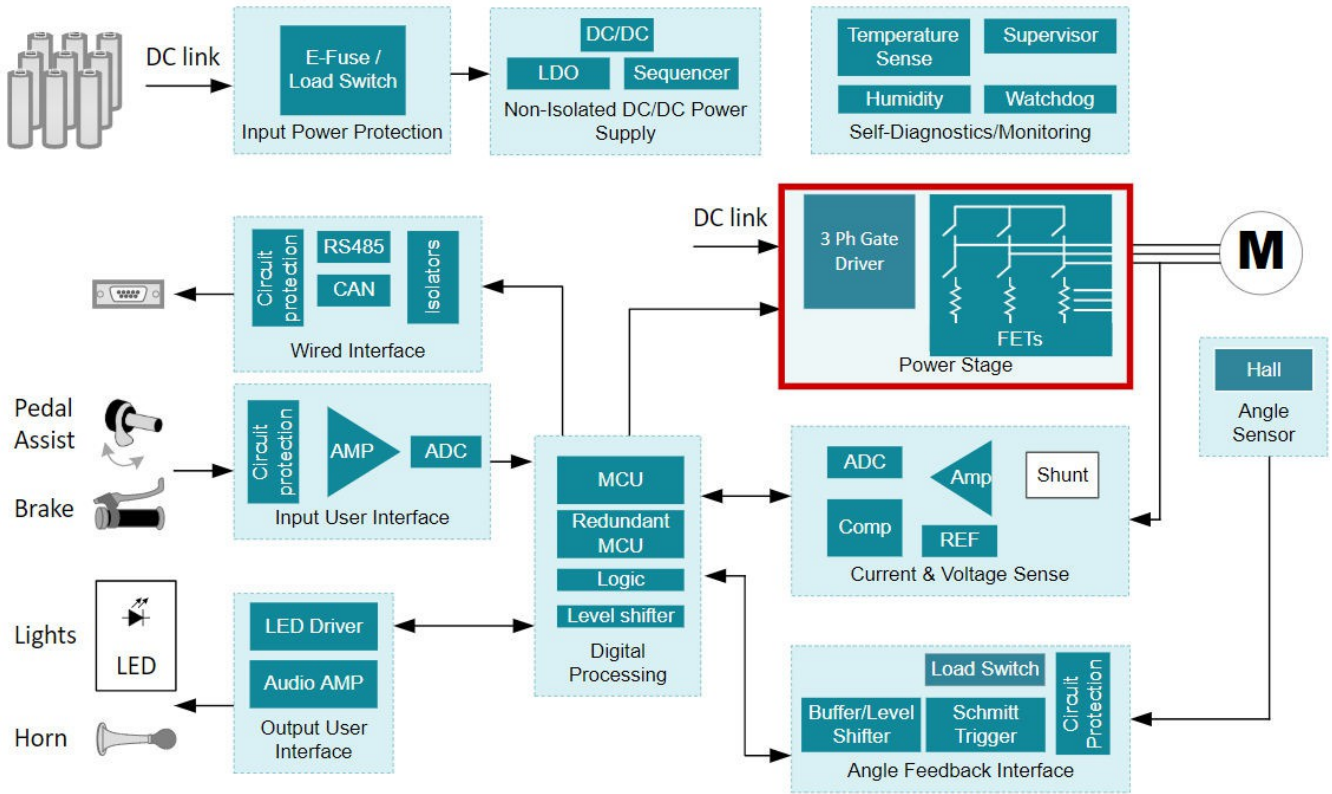 DC link
E-Fuse /
Load Switch
Input Power Protection
DC/DC
LDO
Sequencer
Non-Isolated DC/DC Power
Supply
Temperature
Sense
Supervisor
Humidity
Watchdog
Self-Diagnostics/Monitoring
Circuit
protection
RS485
CAN
Isolators
Wired Interface
DC link
3 Ph Gate
Driver
FETs
Power Stage
M
Hall
Angle
Sensor
Pedal
Assist
Brake
Circuit
protection
AMP
ADC
Input User Interface
MCU
Redundant
MCU
Logic
Level shifter
Digital
Processing
ADC
Amp
Shunt
Comp
REF
Current & Voltage Sense
Lights
LED
Horn
LED Driver
Audio AMP
Output User
Interface
Load Switch
Buffer/Level
Shifter
Schmitt
Trigger
Circuit
Protection
Angle Feedback Interface